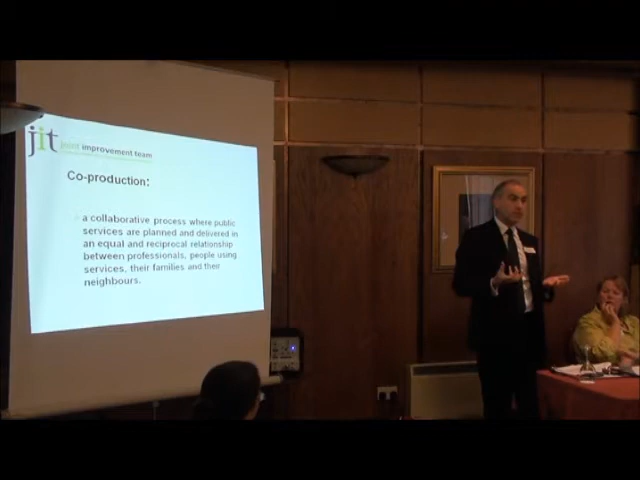 jit joint improvement team
Co-production:
a collaborative process where public
services are planned and delivered in
an equal and reciprocal relationship
between professionals, people using
services, their families and their
neighbours.